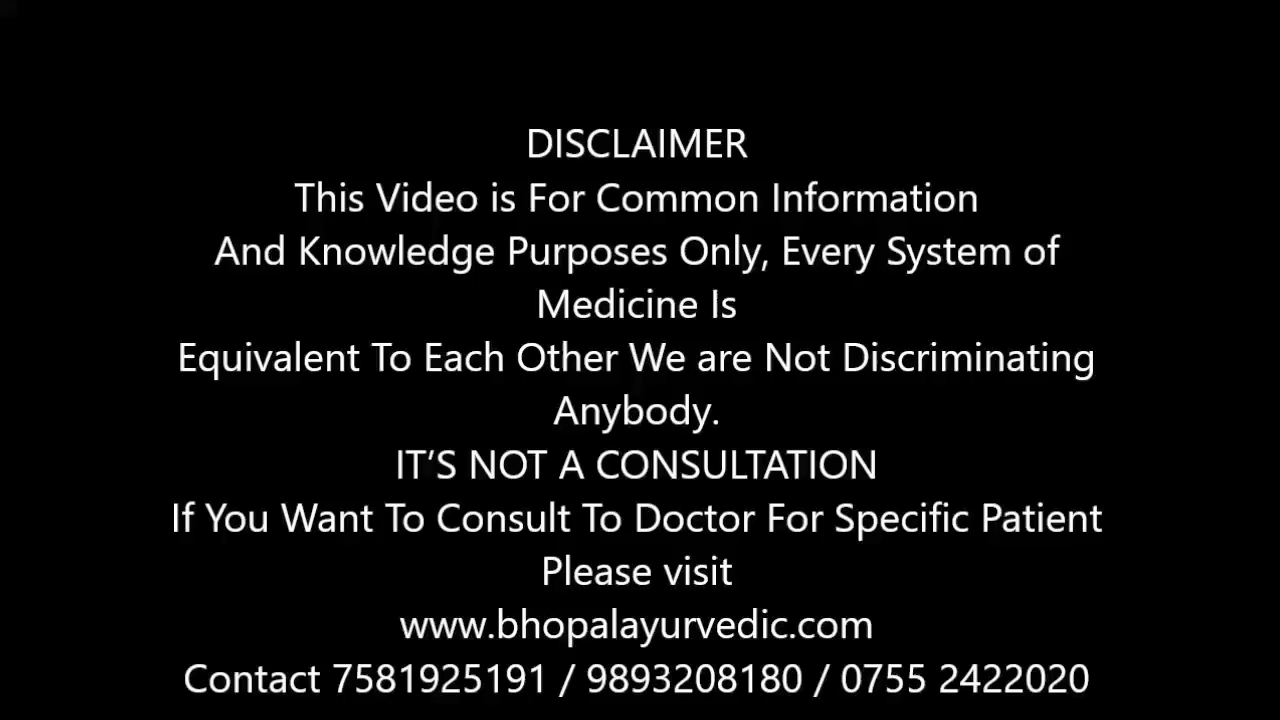 DISCLAIMER
This Video is For Common Information
And Knowledge Purposes Only, Every System of
Medicine Is
Equivalent To Each Other We are Not Discriminating
Anybody.
IT’S NOT A CONSULTATION
If You Want To Consult To Doctor For Specific Patient
Please visit
www.bhopalayurvedic.com
Contact 7581925191 / 9893208180 / 0755 2422020